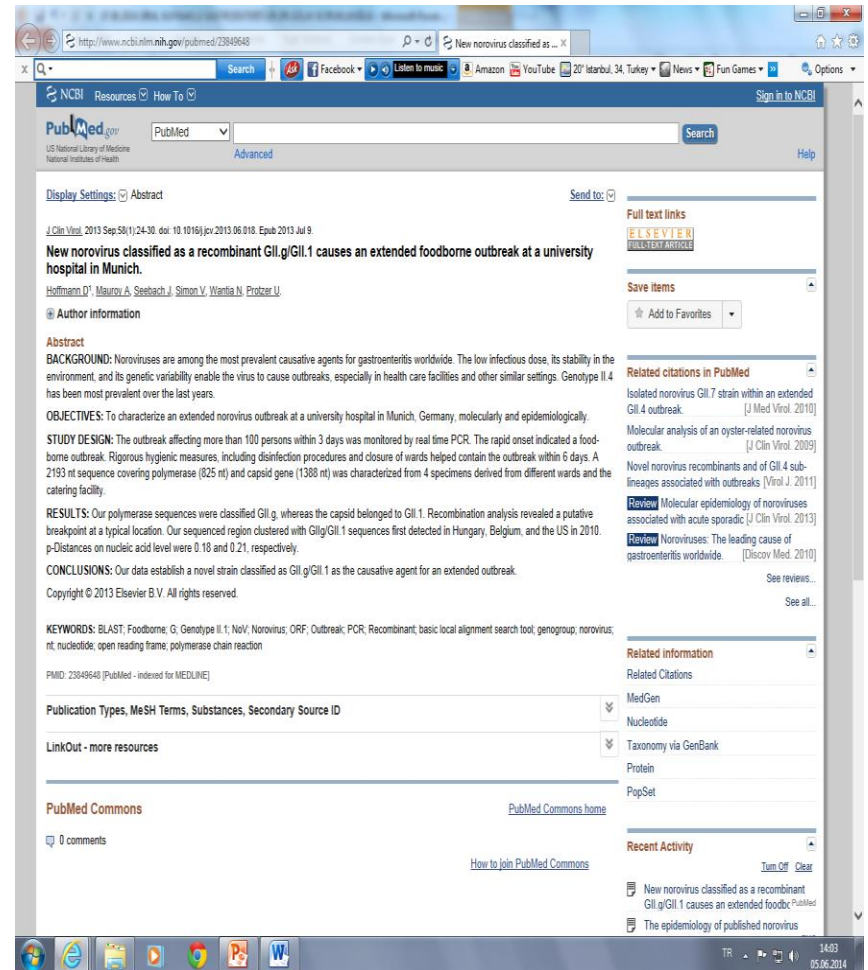 http://www.ncbi.nlm.nih.gov/pubmed/23849648
New norovirus classified as ...
Search
Facebook
Listen to music
Amazon
YouTube
20° Istanbul, 34, Turkey
News
Fun Games
Options
NCBI Resources How To
Sign in to NCBI
PubMed.gov
US National Library of Medicine
National Institutes of Health
PubMed
Search
Advanced
Help
Display Settings: Abstract
Send to:
J Clin Virol. 2013 Sep;58(1):24-30. doi: 10.1016/j.jcv.2013.06.018. Epub 2013 Jul 9.
New norovirus classified as a recombinant GII.g/GII.1 causes an extended foodborne outbreak at a university
hospital in Munich.
Hoffmann D1, Mauroy A, Seebach J, Simon V, Wantia N, Protzer U.
Author information
Abstract
BACKGROUND: Noroviruses are among the most prevalent causative agents for gastroenteritis worldwide. The low infectious dose, its stability in the
environment, and its genetic variability enable the virus to cause outbreaks, especially in health care facilities and other similar settings. Genotype II.4
has been most prevalent over the last years.
OBJECTIVES: To characterize an extended norovirus outbreak at a university hospital in Munich, Germany, molecularly and epidemiologically.
STUDY DESIGN: The outbreak affecting more than 100 persons within 3 days was monitored by real time PCR. The rapid onset indicated a food-
borne outbreak. Rigorous hygienic measures, including disinfection procedures and closure of wards helped contain the outbreak within 6 days. A
2193 nt sequence covering polymerase (825 nt) and capsid gene (1388 nt) was characterized from 4 specimens derived from different wards and the
catering facility.
RESULTS: Our polymerase sequences were classified GII.g, whereas the capsid belonged to GII.1. Recombination analysis revealed a putative
breakpoint at a typical location. Our sequenced region clustered with GIIg/GII.1 sequences first detected in Hungary, Belgium, and the US in 2010.
p-Distances on nucleic acid level were 0.18 and 0.21, respectively.
CONCLUSIONS: Our data establish a novel strain classified as GII.g/GII.1 as the causative agent for an extended outbreak.
Copyright © 2013 Elsevier B.V. All rights reserved.
KEYWORDS: BLAST; Foodborne; G; Genotype II.1; NoV; Norovirus; ORF; Outbreak; PCR; Recombinant; basic local alignment search tool; genogroup; norovirus;
nt; nucleotide; open reading frame; polymerase chain reaction
PMID: 23849648 [PubMed - indexed for MEDLINE]
Publication Types, MeSH Terms, Substances, Secondary Source ID
LinkOut - more resources
PubMed Commons
PubMed Commons home
0 comments
How to join PubMed Commons
Full text links
ELSEVIER
FULL-TEXT ARTICLE
Save items
Add to Favorites
Related citations in PubMed
Isolated norovirus GII.7 strain within an extended
GII.4 outbreak. [J Med Virol. 2010]
Molecular analysis of an oyster-related norovirus
outbreak. [J Clin Virol. 2009]
Novel norovirus recombinants and of GII.4 sub-
lineages associated with outbreaks [Virol J. 2011]
Review Molecular epidemiology of noroviruses
associated with acute sporadic [J Clin Virol. 2013]
Review Noroviruses: The leading cause of
gastroenteritis worldwide. [Discov Med. 2010]
See reviews...
See all...
Related information
Related Citations
MedGen
Nucleotide
Taxonomy via GenBank
Protein
PopSet
Recent Activity
Turn Off Clear
New norovirus classified as a recombinant
GII.g/GII.1 causes an extended foodbc PubMed
The epidemiology of published norovirus
TR
14:03
05.06.2014